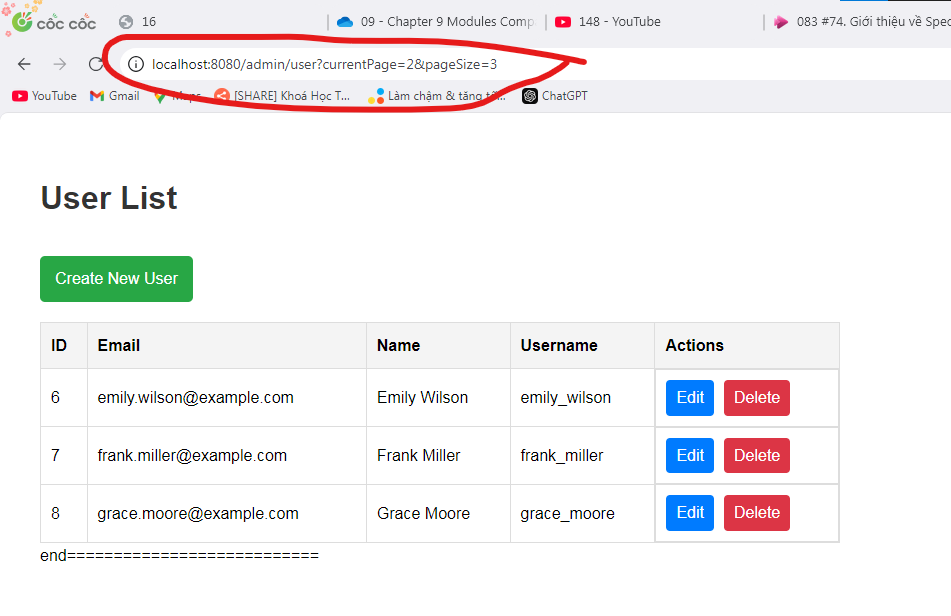 cốc cốc
16
09 - Chapter 9 Modules Comp
148 - YouTube
083 #74. Giới thiệu về Spec
localhost:8080/admin/user?currentPage=2&pageSize=3
YouTube
Gmail
Maps
[SHARE] Khoá Học T...
Làm chậm & tăng tố...
ChatGPT
User List
Create New User
ID Email Name Username Actions
6 emily.wilson@example.com Emily Wilson emily_wilson Edit Delete
7 frank.miller@example.com Frank Miller frank_miller Edit Delete
8 grace.moore@example.com Grace Moore grace_moore Edit Delete
end===========================